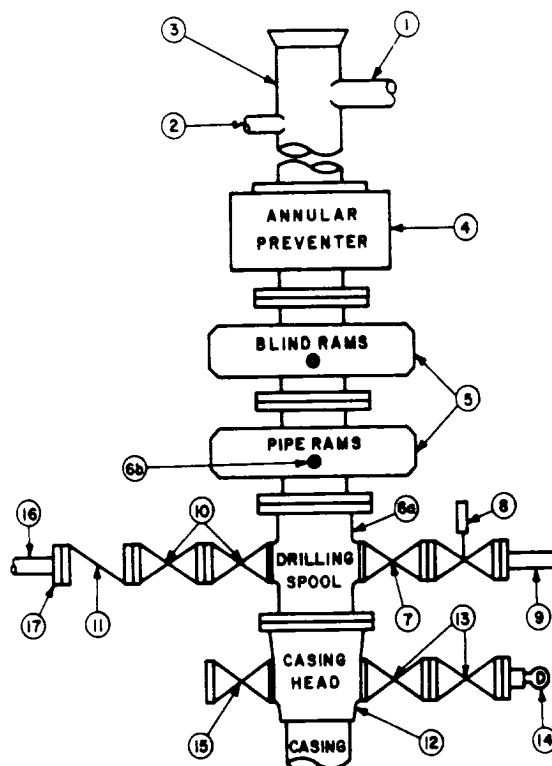 1
3
2
ANNULAR
PREVENTER
4
BLIND RAMS
5
PIPE RAMS
6b
8
16
10
6a
DRILLING
SPOOL
17
11
7
9
13
CASING
HEAD
15
12
14
D
CASING